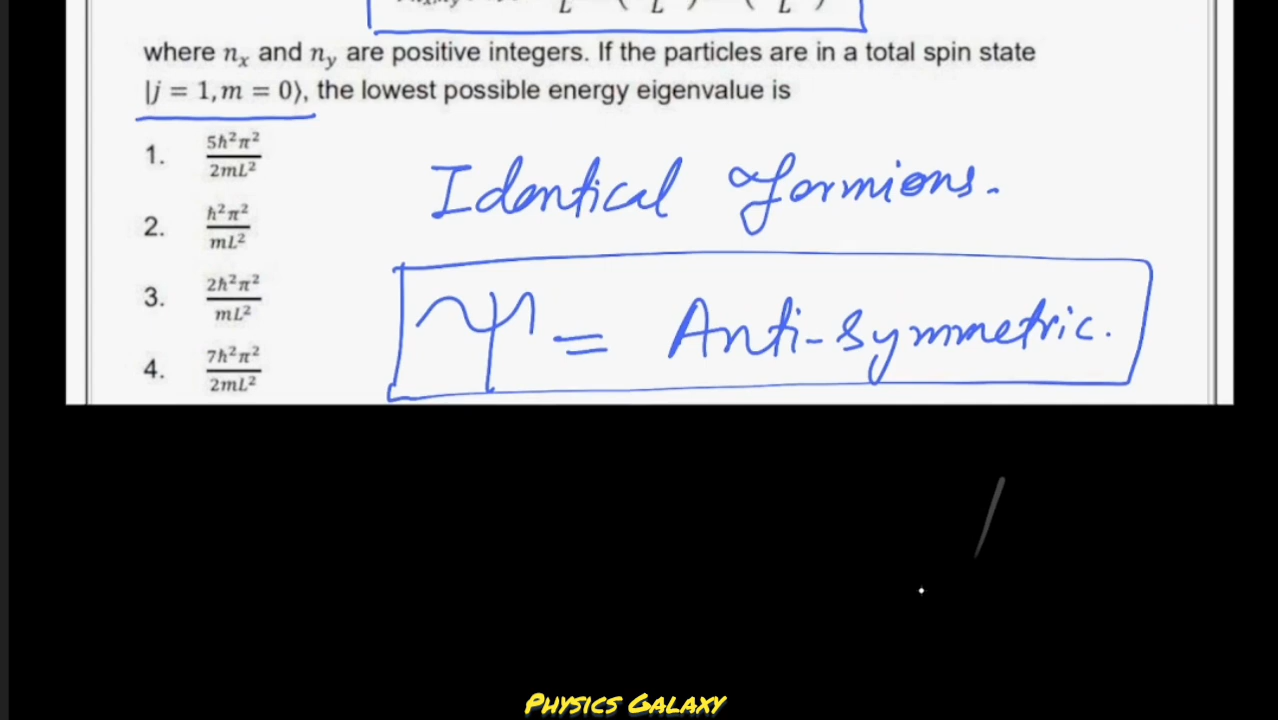 where nₓ and n_y are positive integers. If the particles are in a total spin state
|j = 1, m = 0⟩, the lowest possible energy eigenvalue is
1. 5ℏ²π²/2mL²
2. ℏ²π²/mL²
3. 2ℏ²π²/mL²
4. 7ℏ²π²/2mL²
Identical fermions.
Ψ = Anti-symmetric.
PHYSICS GALAXY